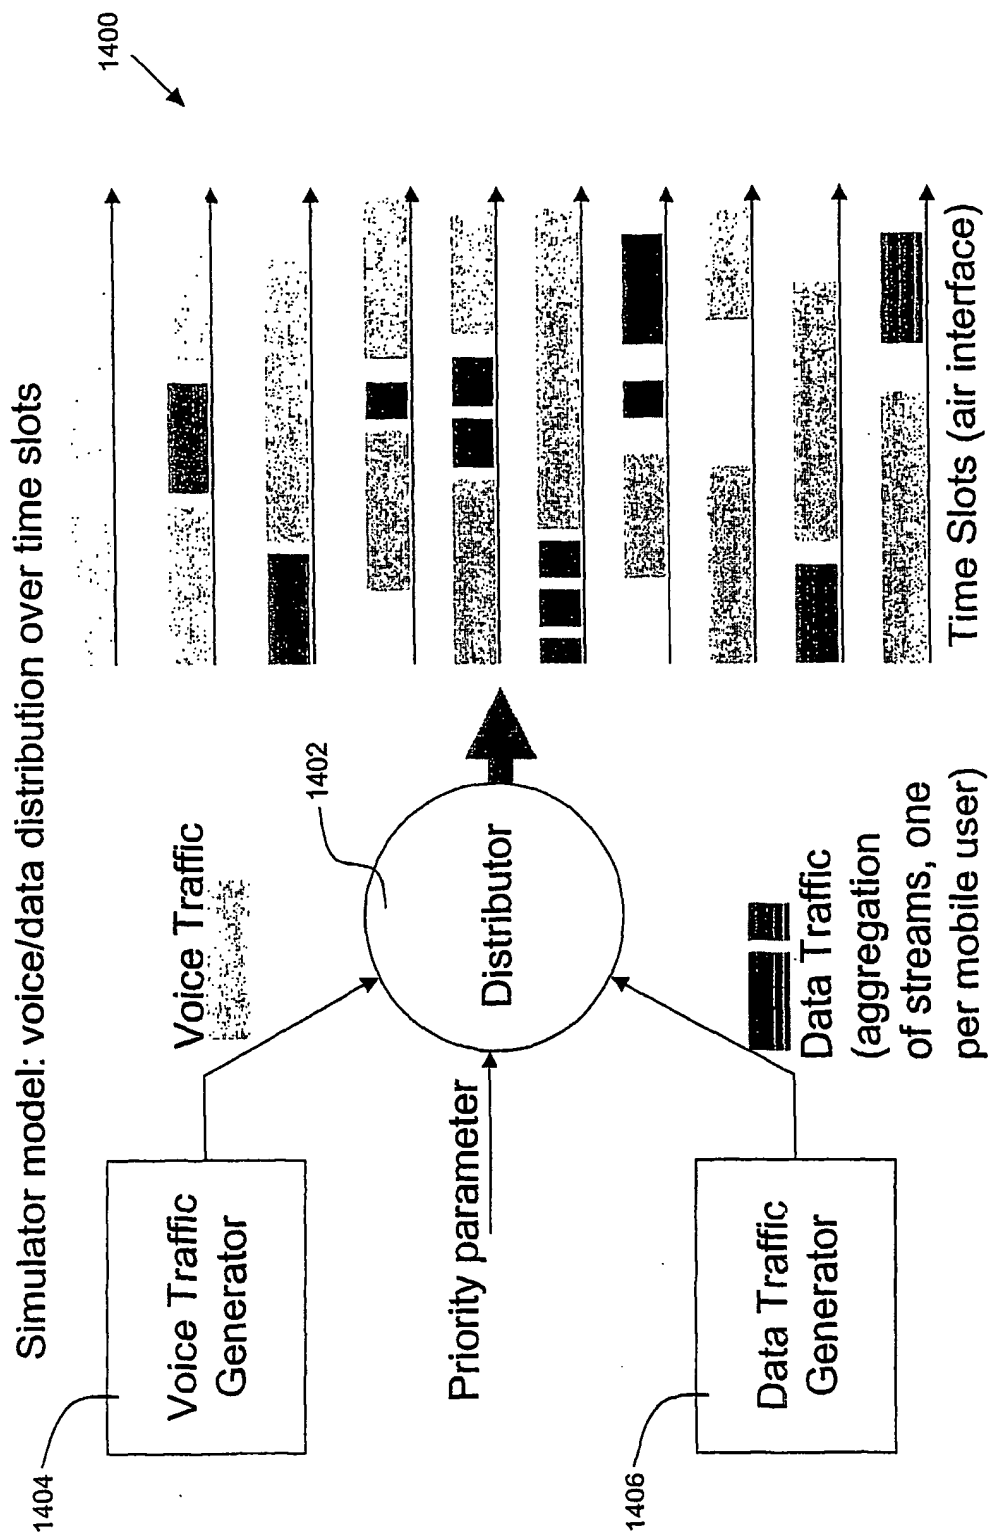 Simulator model: voice/data distribution over time slots
1400
1404
Voice Traffic
Generator
Voice Traffic
1402
Priority parameter
Distributor
1406
Data Traffic
Generator
Data Traffic
(aggregation
of streams, one
per mobile user)
Time Slots (air interface)